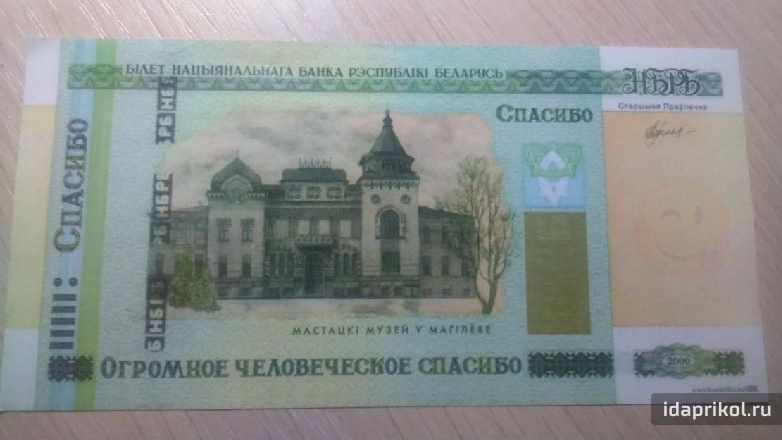 БІЛЕТ НАЦЫЯНАЛЬНАГА БАНКА РЭСПУБЛІКІ БЕЛАРУСЬ
НБРБ
Старшыня Праўлення
СПАСИБО
СПАСИБО
МАСТАЦКІ МУЗЕЙ У МАГІЛЁВЕ
ОГРОМНОЕ ЧЕЛОВЕЧЕСКОЕ СПАСИБО
2000
idaprikol.ru